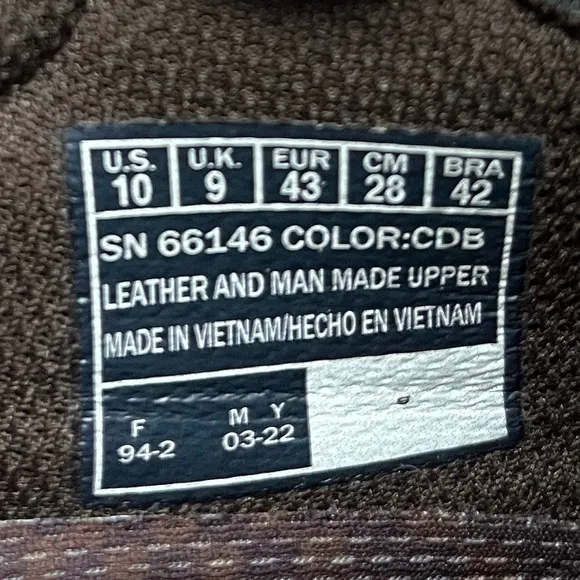 U.S. U.K. EUR CM BRA
10 9 43 28 42
SN 66146 COLOR:CDB
LEATHER AND MAN MADE UPPER
MADE IN VIETNAM/HECHO EN VIETNAM
F M Y
94-2 03-22